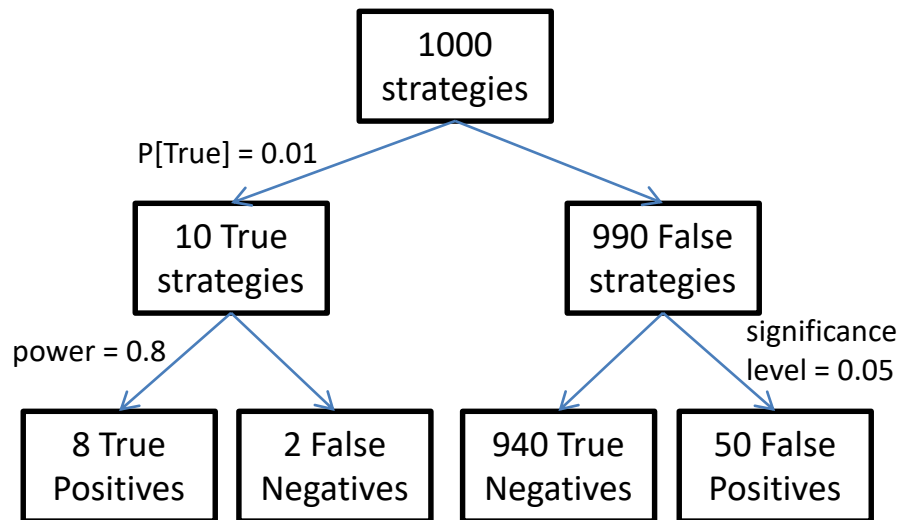 1000
strategies
P[True] = 0.01
10 True
strategies
990 False
strategies
power = 0.8
significance
level = 0.05
8 True
Positives
2 False
Negatives
940 True
Negatives
50 False
Positives